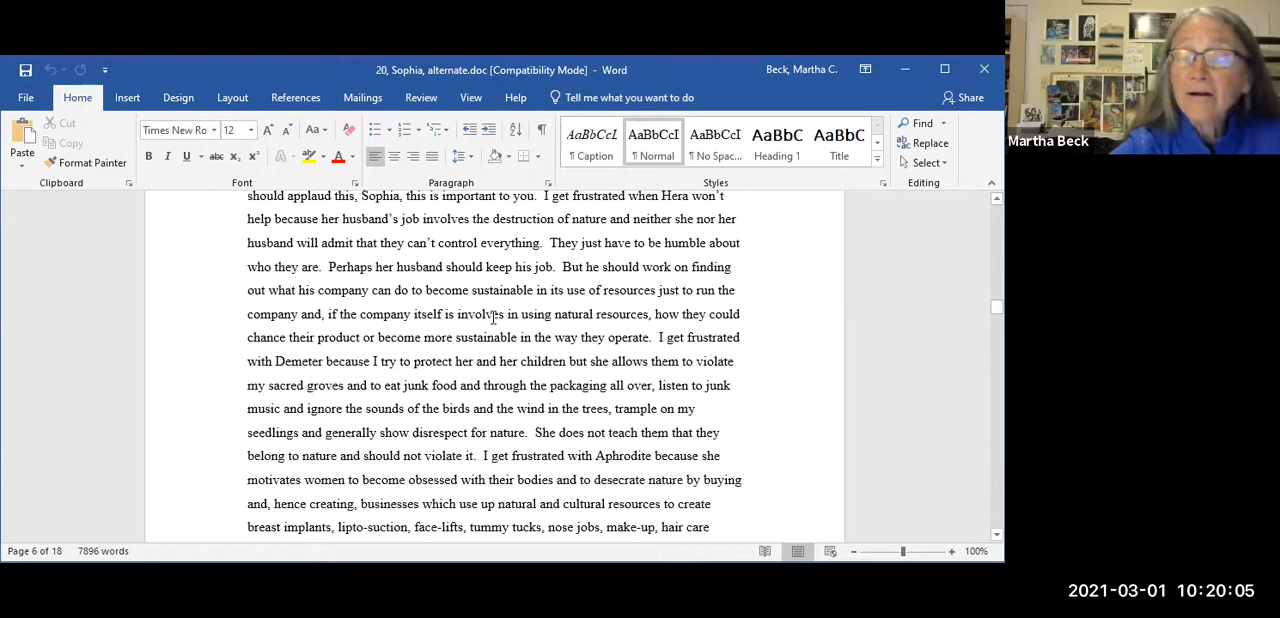 20, Sophia, alternate.doc [Compatibility Mode] - Word
Beck, Martha C.
File Home Insert Design Layout References Mailings Review View Help Tell me what you want to do
Share
Paste
Cut
Copy
Format Painter
Clipboard
Times New Ro 12
Aa
B I U abc x₂ x² A A
Font
Paragraph
AaBbCcI AaBbCcI AaBbCcI AaBbC AaBbC
¶ Caption ¶ Normal ¶ No Spac... Heading 1 Title
Styles
Find
Replace
Select
Editing
should applaud this, Sophia, this is important to you.  I get frustrated when Hera won’t
help because her husband’s job involves the destruction of nature and neither she nor her
husband will admit that they can’t control everything.  They just have to be humble about
who they are.  Perhaps her husband should keep his job.  But he should work on finding
out what his company can do to become sustainable in its use of resources just to run the
company and, if the company itself is involves in using natural resources, how they could
chance their product or become more sustainable in the way they operate.  I get frustrated
with Demeter because I try to protect her and her children but she allows them to violate
my sacred groves and to eat junk food and through the packaging all over, listen to junk
music and ignore the sounds of the birds and the wind in the trees, trample on my
seedlings and generally show disrespect for nature.  She does not teach them that they
belong to nature and should not violate it.  I get frustrated with Aphrodite because she
motivates women to become obsessed with their bodies and to desecrate nature by buying
and, hence creating, businesses which use up natural and cultural resources to create
breast implants, lipto-suction, face-lifts, tummy tucks, nose jobs, make-up, hair care
Page 6 of 18 7896 words
100%
Martha Beck
2021-03-01 10:20:05